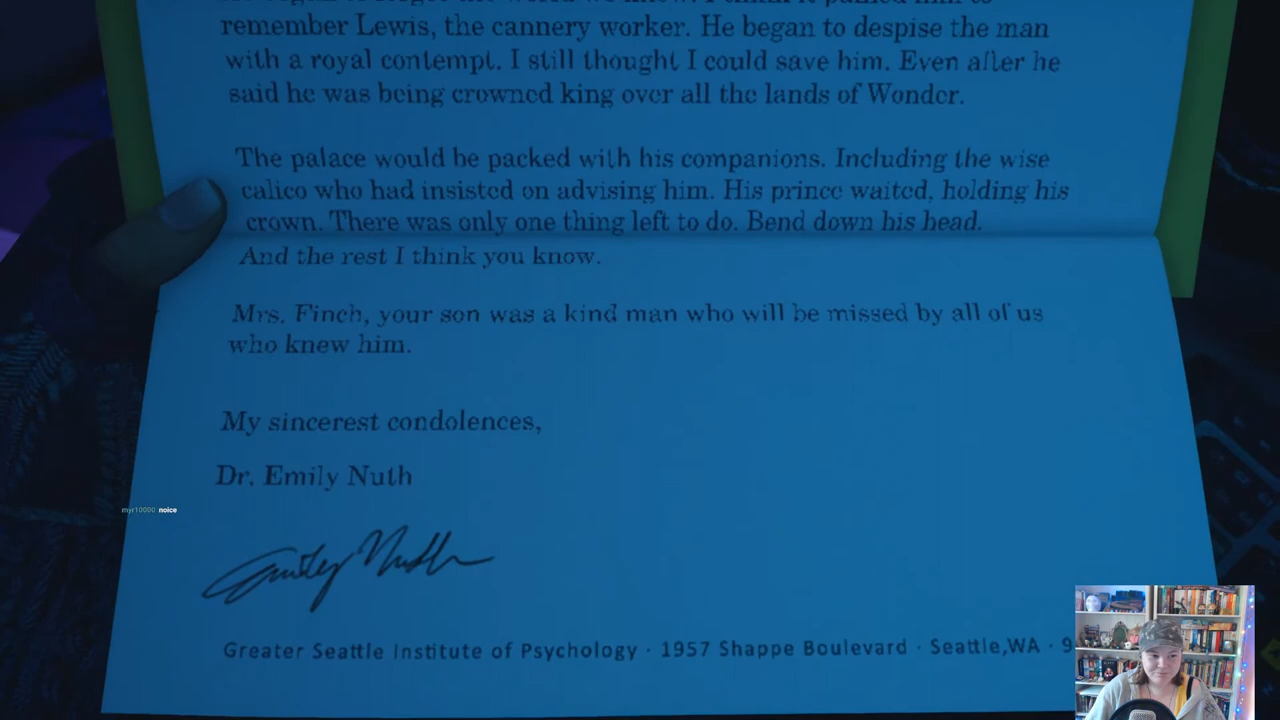 remember Lewis, the cannery worker. He began to despise the man
with a royal contempt. I still thought I could save him. Even after he
said he was being crowned king over all the lands of Wonder.
The palace would be packed with his companions. Including the wise
calico who had insisted on advising him. His prince waited, holding his
crown. There was only one thing left to do. Bend down his head.
And the rest I think you know.
Mrs. Finch, your son was a kind man who will be missed by all of us
who knew him.
My sincerest condolences,
Dr. Emily Nuth
myr10000 noice
Emily Nuth
Greater Seattle Institute of Psychology · 1957 Shappe Boulevard · Seattle,WA · 9